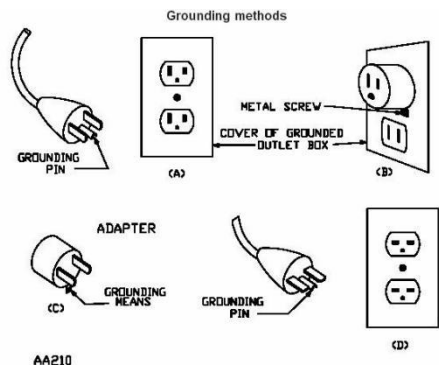 Grounding methods
METAL SCREW
GROUNDING
PIN
COVER OF GROUNDED
OUTLET BOX
(A)
(B)
ADAPTER
GROUNDING
MEANS
(C)
GROUNDING
PIN
(D)
AA210